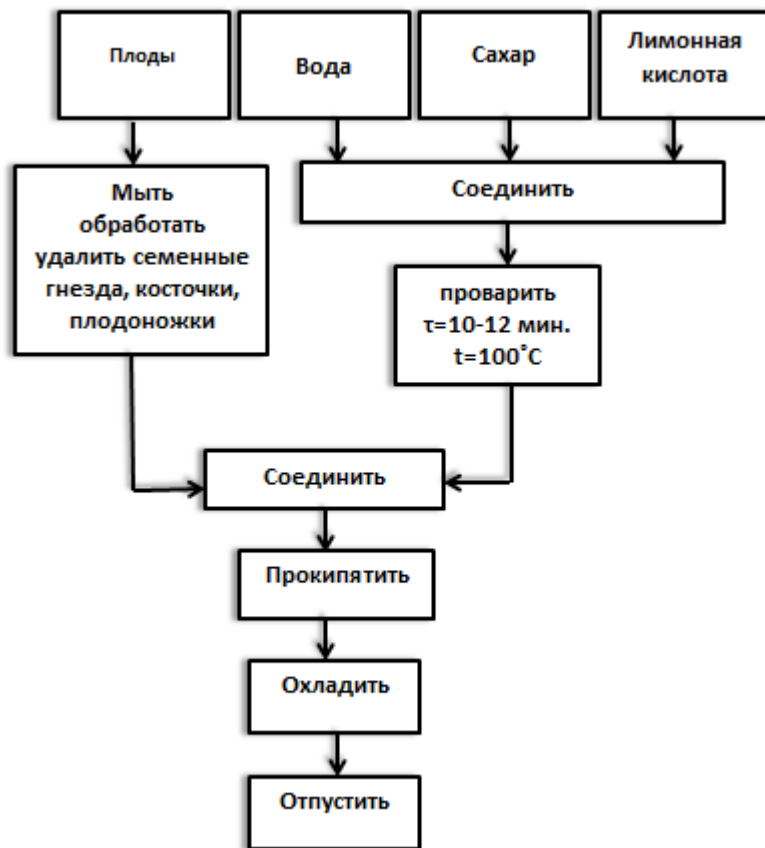 Плоды
Вода
Сахар
Лимонная
кислота
Мыть
обработать
удалить семенные
гнезда, косточки,
плодоножки
Соединить
проварить
τ=10-12 мин.
t=100˚С
Соединить
Прокипятить
Охладить
Отпустить